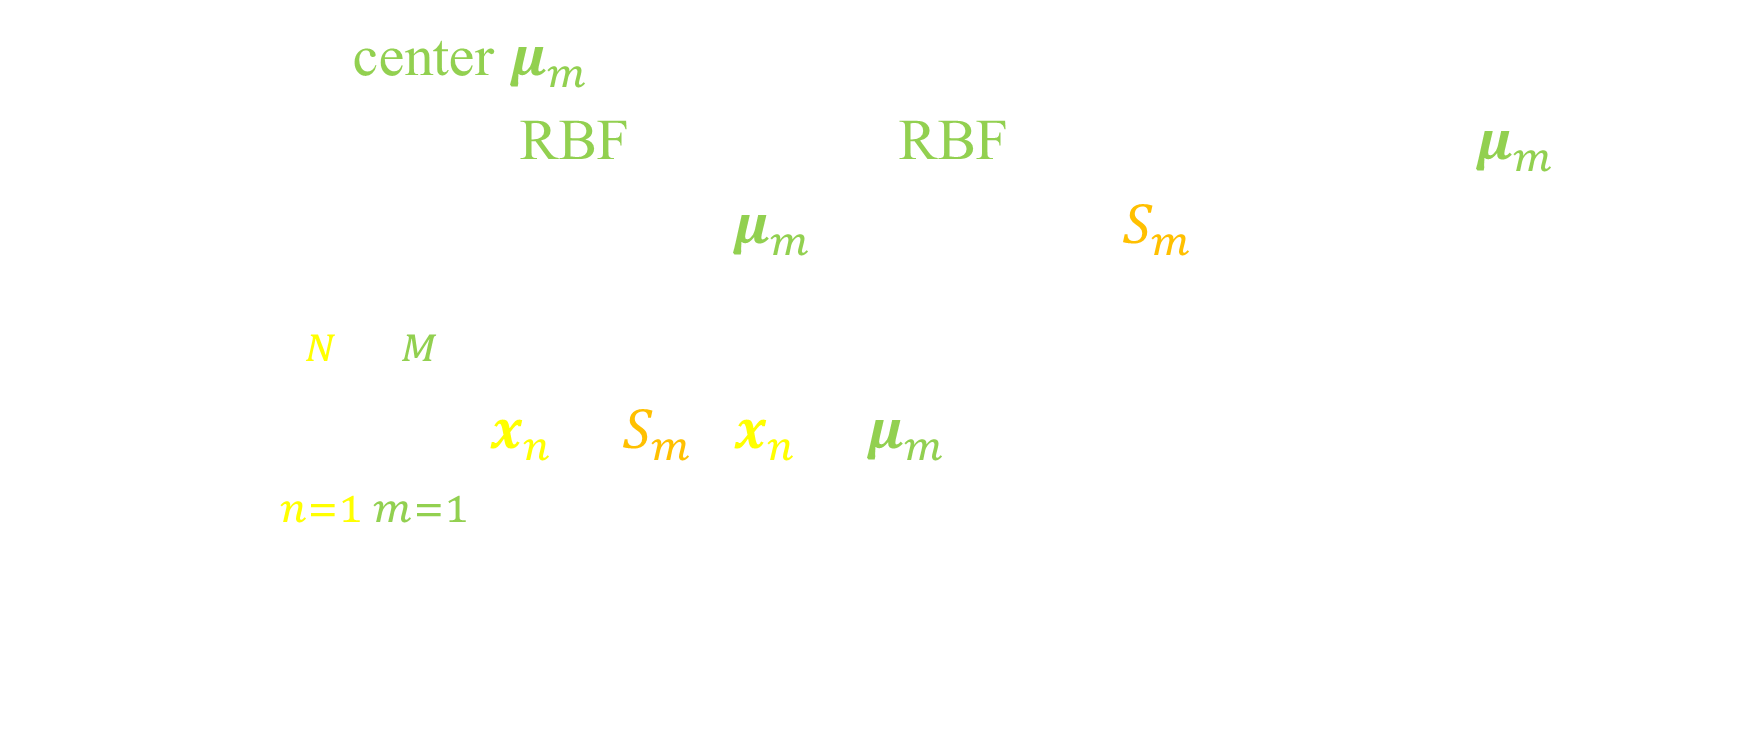 center μm
RBF RBF μm
μm Sm
N M
xn Sm xn μm
n=1 m=1